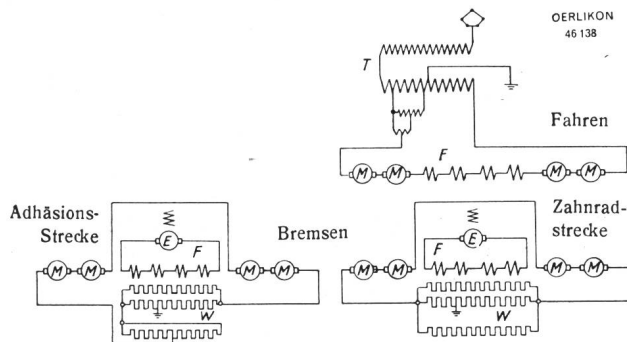 OERLIKON
46 138
T
Fahren
F
M M M M
Adhäsions-
Strecke
E
F
Bremsen
M M M M
W
Zahnrad-
strecke
E
F
M M M M
W